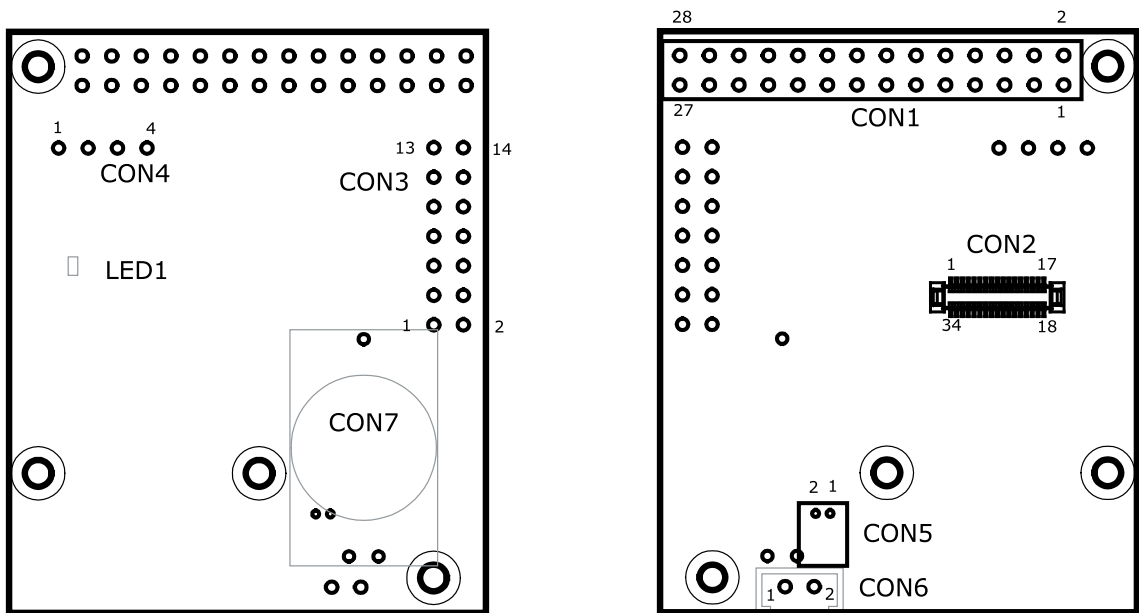 28 2
27 1
CON1
1 4
CON4
13 14
CON3
LED1
1 2
CON7
CON2
1 17
34 18
2 1
CON5
CON6
1 2